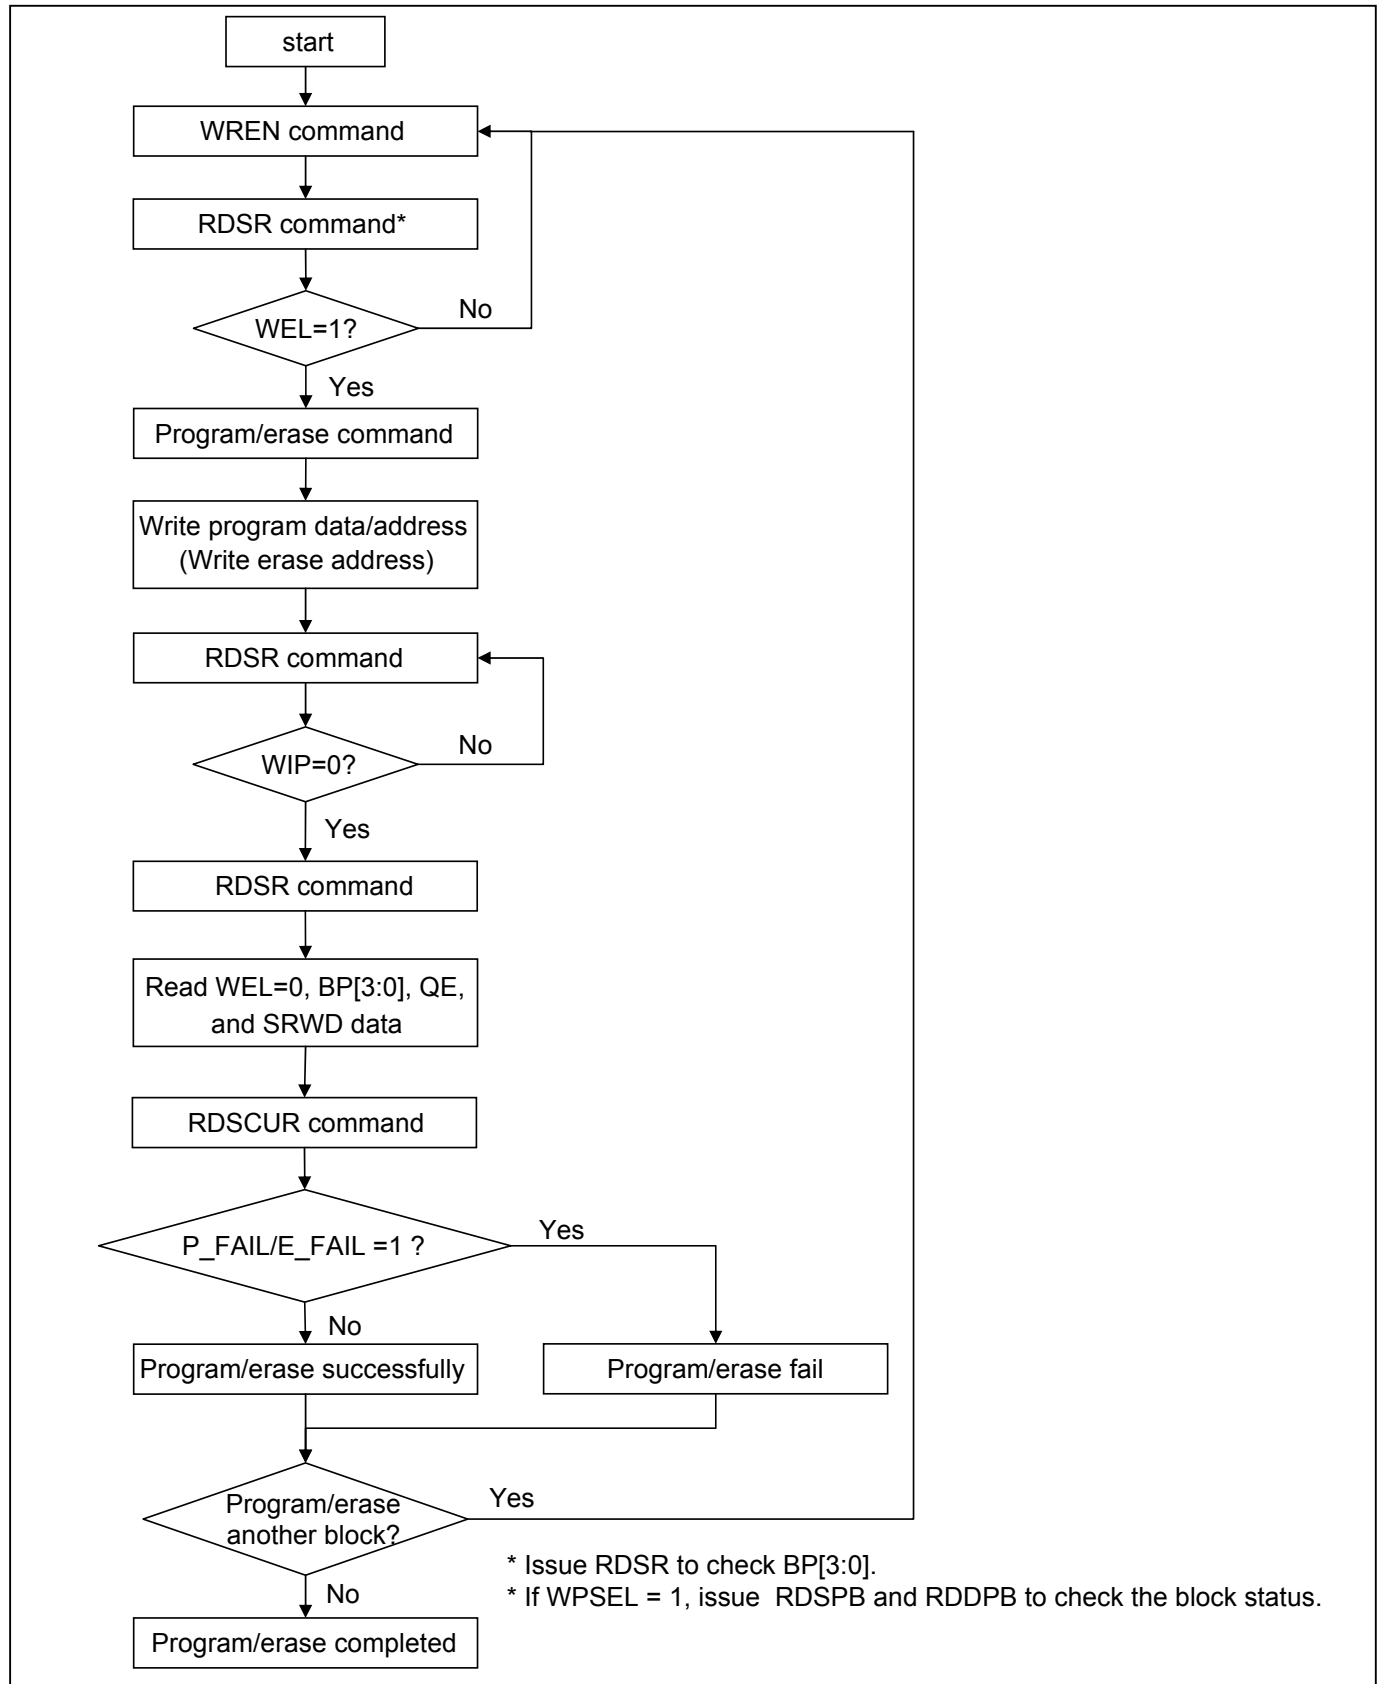 start
WREN command
RDSR command*
WEL=1?
No
Yes
Program/erase command
Write program data/address
(Write erase address)
RDSR command
WIP=0?
No
Yes
RDSR command
Read WEL=0, BP[3:0], QE,
and SRWD data
RDSCUR command
P_FAIL/E_FAIL =1 ?
Yes
No
Program/erase successfully
Program/erase fail
Program/erase
another block?
Yes
No
* Issue RDSR to check BP[3:0].
* If WPSEL = 1, issue  RDSPB and RDDPB to check the block status.
Program/erase completed